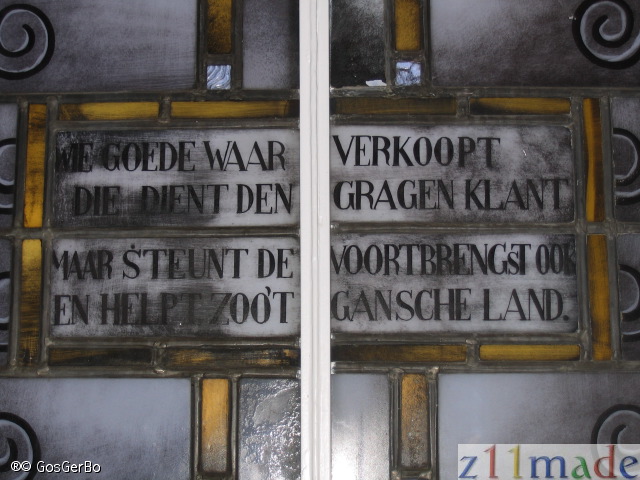 WIE GOEDE WAAR VERKOOPT
DIE DIENT DEN GRAGEN KLANT
MAAR STEUNT DE VOORTBRENGST OOK
EN HELPT ZOO'T GANSCHE LAND.
®© GosGerBo
z11made